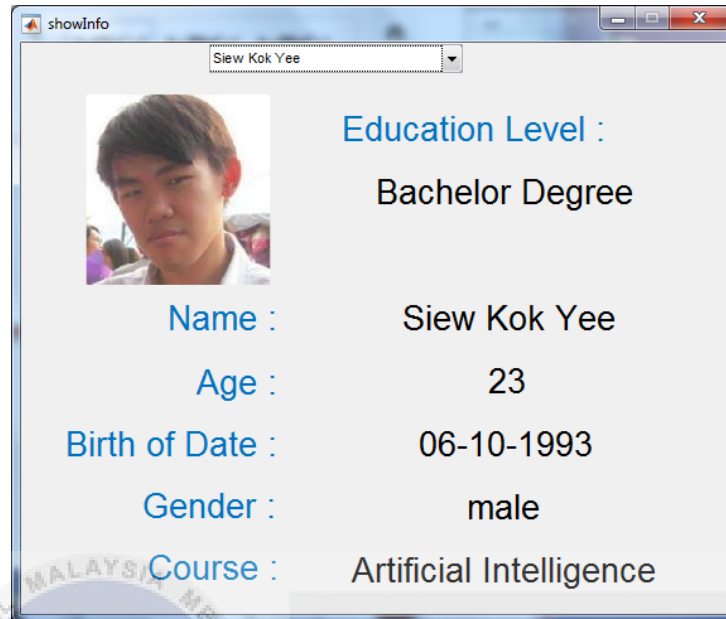 showInfo
Siew Kok Yee
Education Level :
Bachelor Degree
Name : Siew Kok Yee
Age : 23
Birth of Date : 06-10-1993
Gender : male
Course : Artificial Intelligence
MALAYSIA